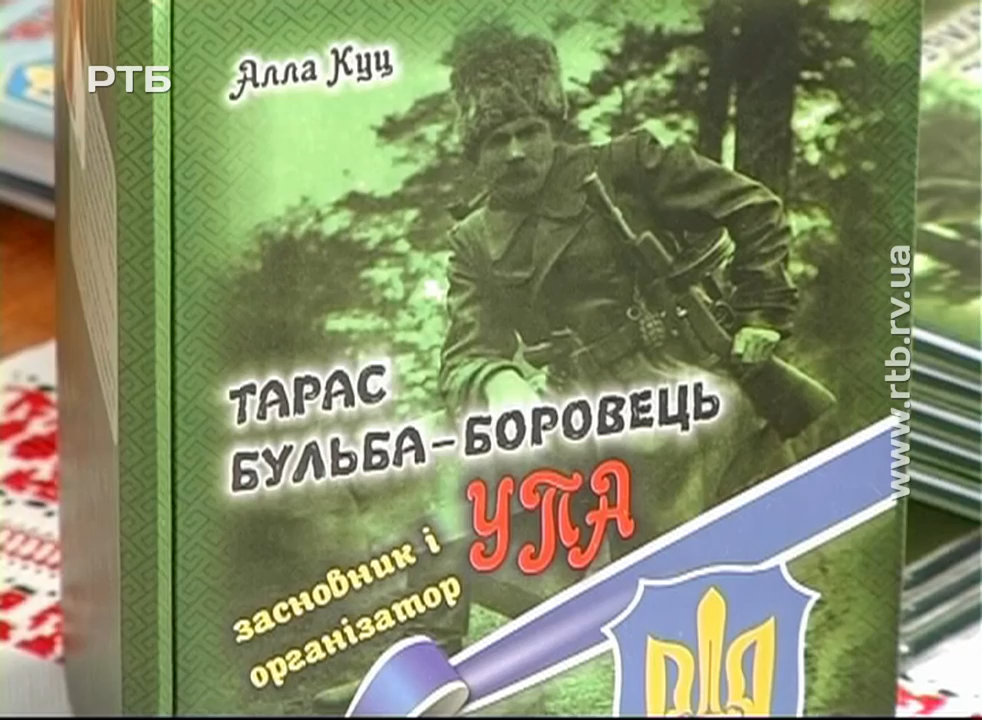 РТБ
Алла Куц
ТАРАС
БУЛЬБА-БОРОВЕЦЬ
УПА
засновник і
організатор
www.rtb.rv.ua